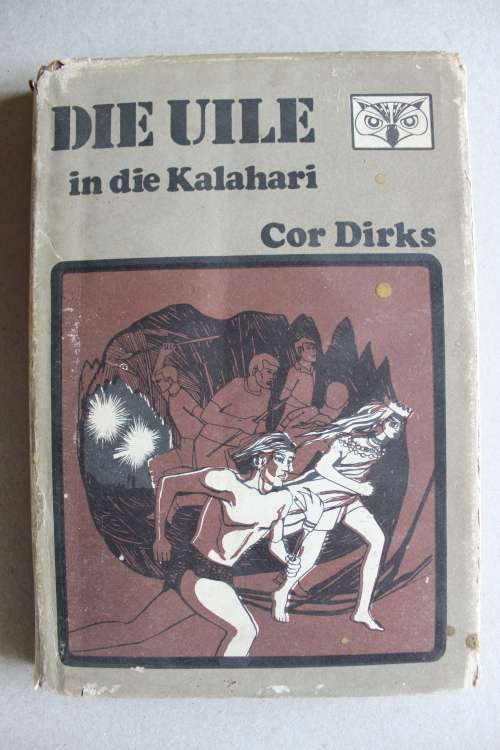 DIE UILE
in die Kalahari
Cor Dirks